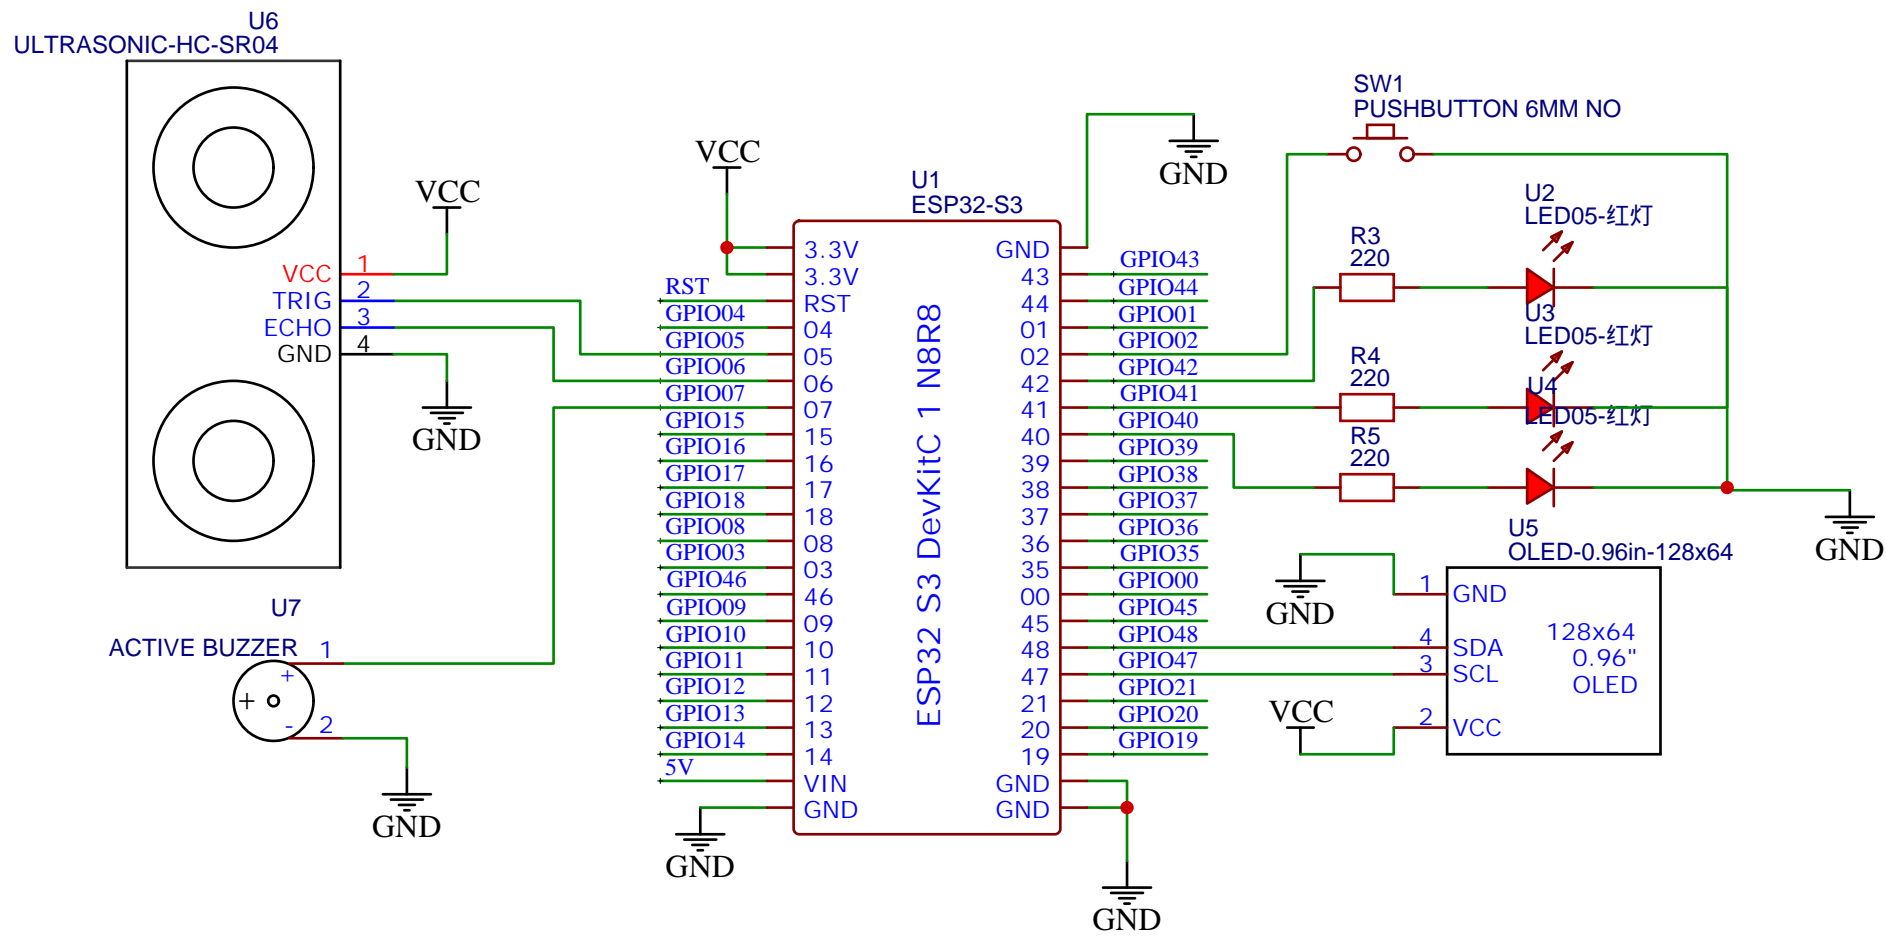 U6
ULTRASONIC-HC-SR04
VCC
1
TRIG
2
ECHO
3
GND
4
VCC
GND
U7
ACTIVE BUZZER
1
+
+
-
2
GND
VCC
RST
GPIO04
GPIO05
GPIO06
GPIO07
GPIO15
GPIO16
GPIO17
GPIO18
GPIO08
GPIO03
GPIO46
GPIO09
GPIO10
GPIO11
GPIO12
GPIO13
GPIO14
5V
GND
U1
ESP32-S3
3.3V
3.3V
RST
04
05
06
07
15
16
17
18
08
03
46
09
10
11
12
13
14
VIN
GND
ESP32 S3 DevKitC 1 N8R8
GND
43
44
01
02
42
41
40
39
38
37
36
35
00
45
48
47
21
20
19
GND
GND
GPIO43
GPIO44
GPIO01
GPIO02
GPIO42
GPIO41
GPIO40
GPIO39
GPIO38
GPIO37
GPIO36
GPIO35
GPIO00
GPIO45
GPIO48
GPIO47
GPIO21
GPIO20
GPIO19
GND
GND
SW1
PUSHBUTTON 6MM NO
U2
LED05-红灯
R3
220
U3
LED05-红灯
R4
220
U4
LED05-红灯
R5
220
GND
U5
OLED-0.96in-128x64
GND
VCC
1
GND
4
SDA
3
SCL
2
VCC
128x64
0.96"
OLED